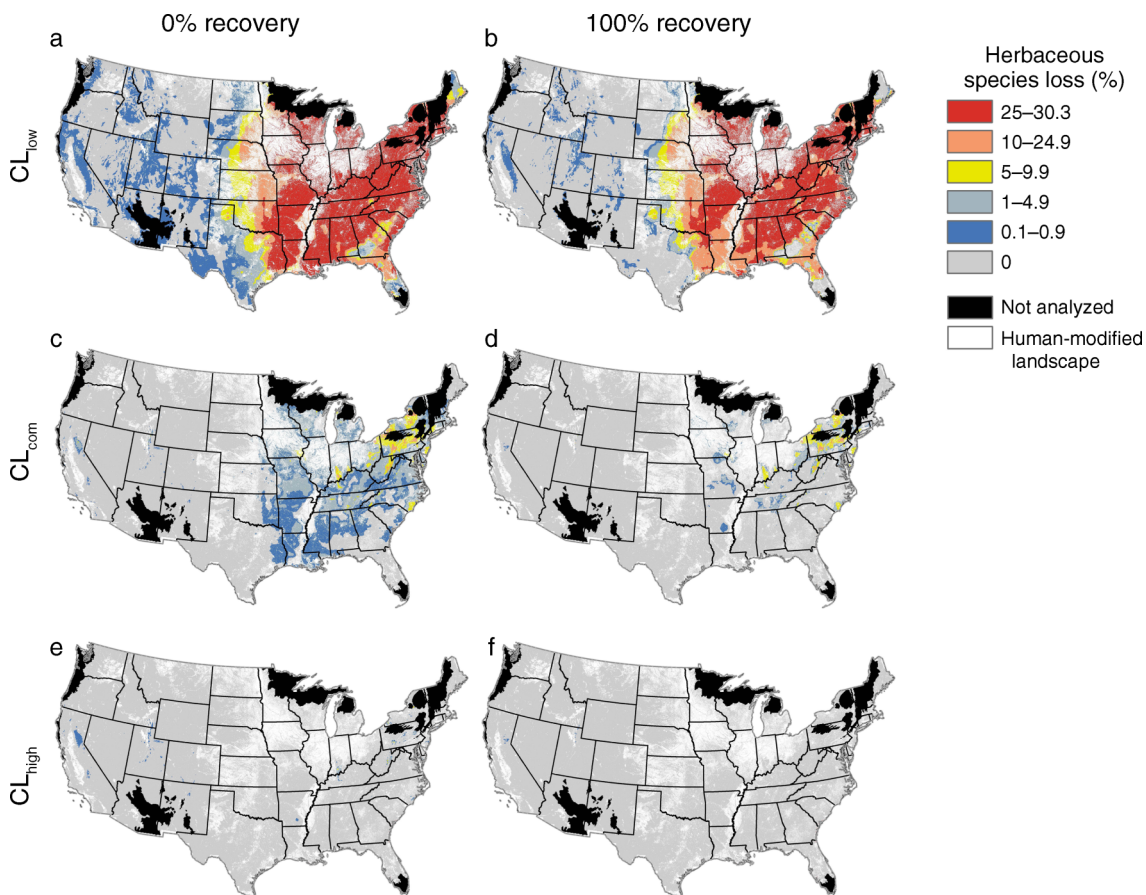 0% recovery
100% recovery
a
b
CLlow
Herbaceous
species loss (%)
25–30.3
10–24.9
5–9.9
1–4.9
0.1–0.9
0
Not analyzed
Human-modified
landscape
c
d
CLcom
e
f
CLhigh